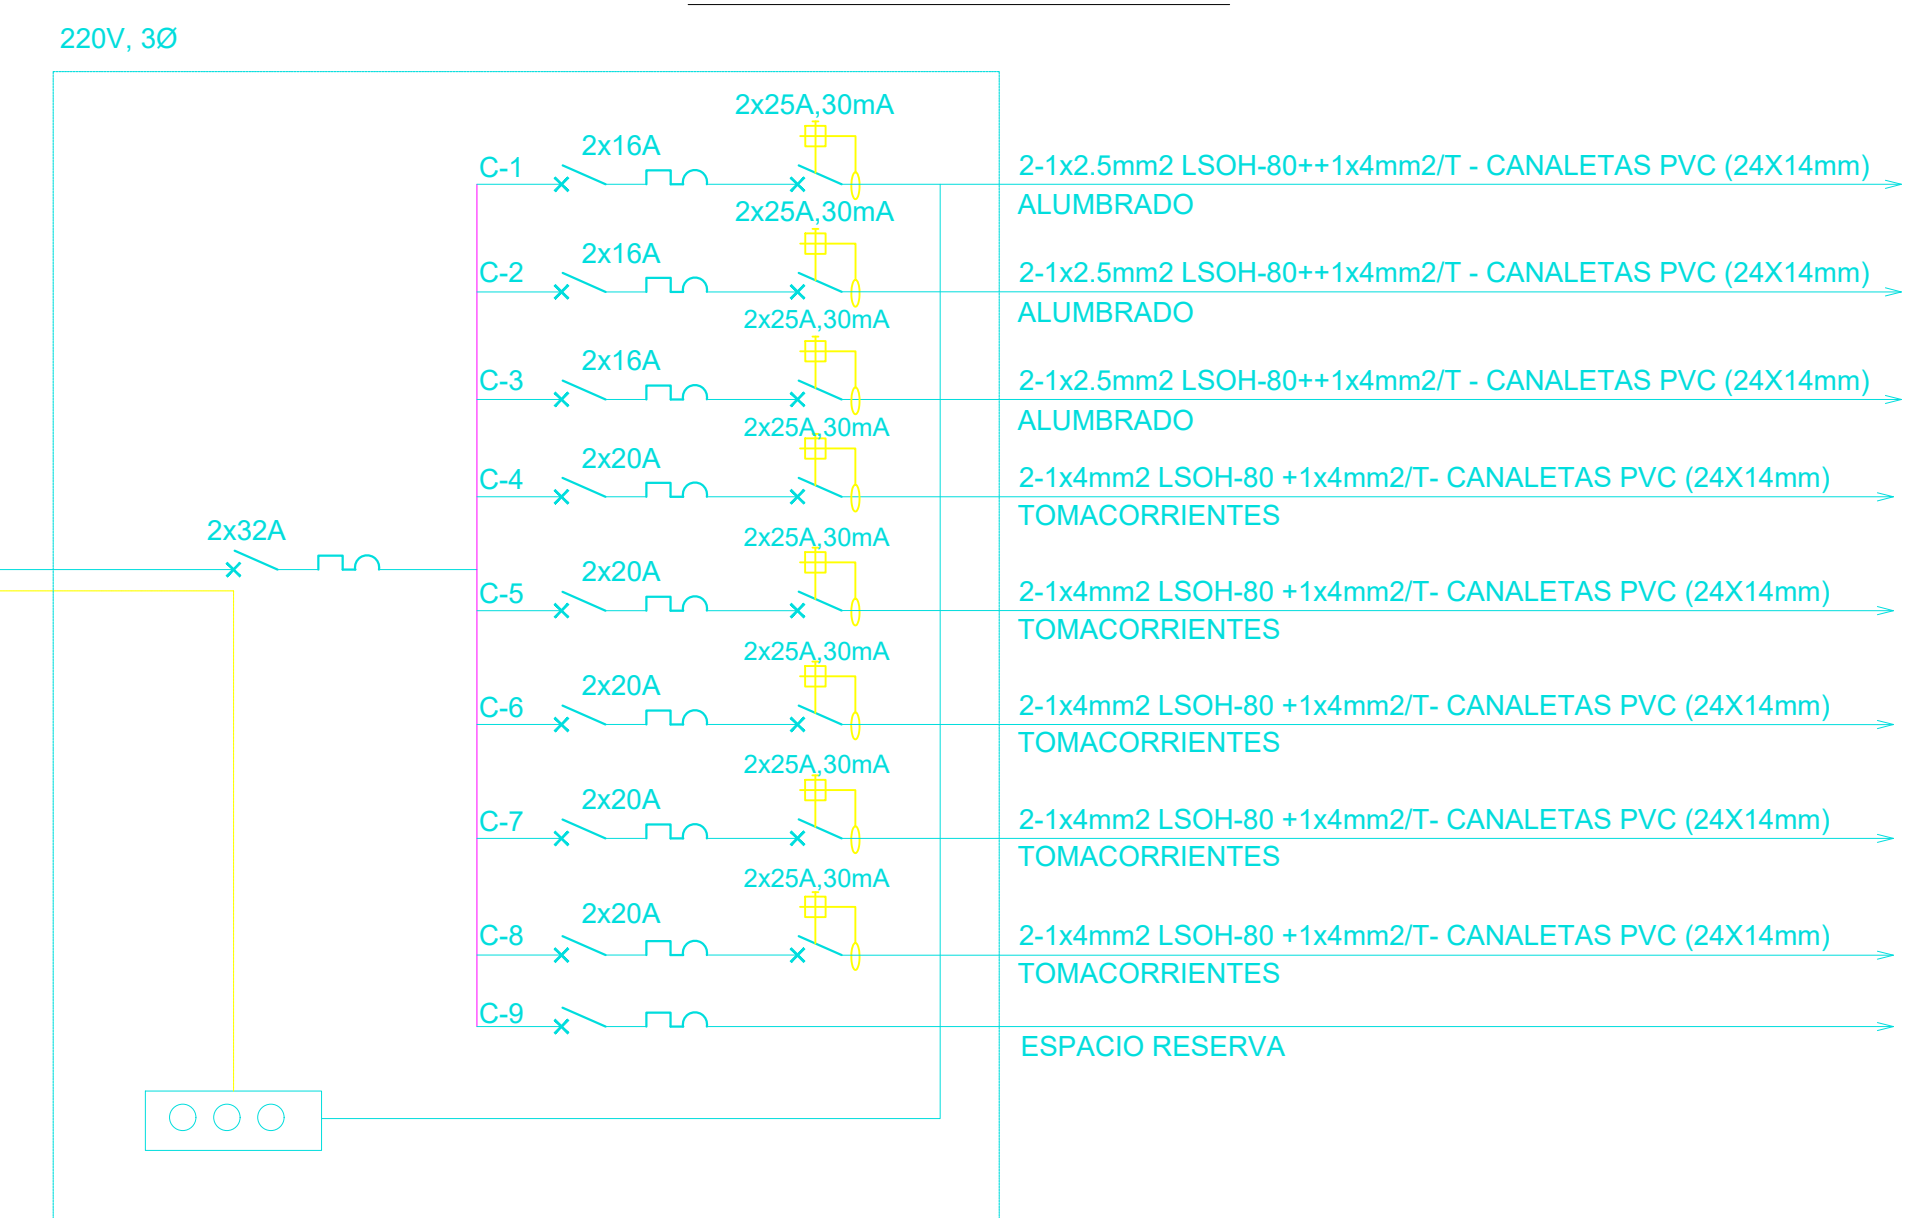 220V, 3Ø
2x25A,30mA
2x16A
C-1
2-1x2.5mm2 LSOH-80++1x4mm2/T - CANALETAS PVC (24X14mm)
ALUMBRADO
2x25A,30mA
2x16A
C-2
2-1x2.5mm2 LSOH-80++1x4mm2/T - CANALETAS PVC (24X14mm)
ALUMBRADO
2x25A,30mA
2x16A
C-3
2-1x2.5mm2 LSOH-80++1x4mm2/T - CANALETAS PVC (24X14mm)
ALUMBRADO
2x25A,30mA
2x20A
C-4
2-1x4mm2 LSOH-80 +1x4mm2/T- CANALETAS PVC (24X14mm)
TOMACORRIENTES
2x32A
2x25A,30mA
2x20A
C-5
2-1x4mm2 LSOH-80 +1x4mm2/T- CANALETAS PVC (24X14mm)
TOMACORRIENTES
2x25A,30mA
2x20A
C-6
2-1x4mm2 LSOH-80 +1x4mm2/T- CANALETAS PVC (24X14mm)
TOMACORRIENTES
2x25A,30mA
2x20A
C-7
2-1x4mm2 LSOH-80 +1x4mm2/T- CANALETAS PVC (24X14mm)
TOMACORRIENTES
2x25A,30mA
2x20A
C-8
2-1x4mm2 LSOH-80 +1x4mm2/T- CANALETAS PVC (24X14mm)
TOMACORRIENTES
C-9
ESPACIO RESERVA